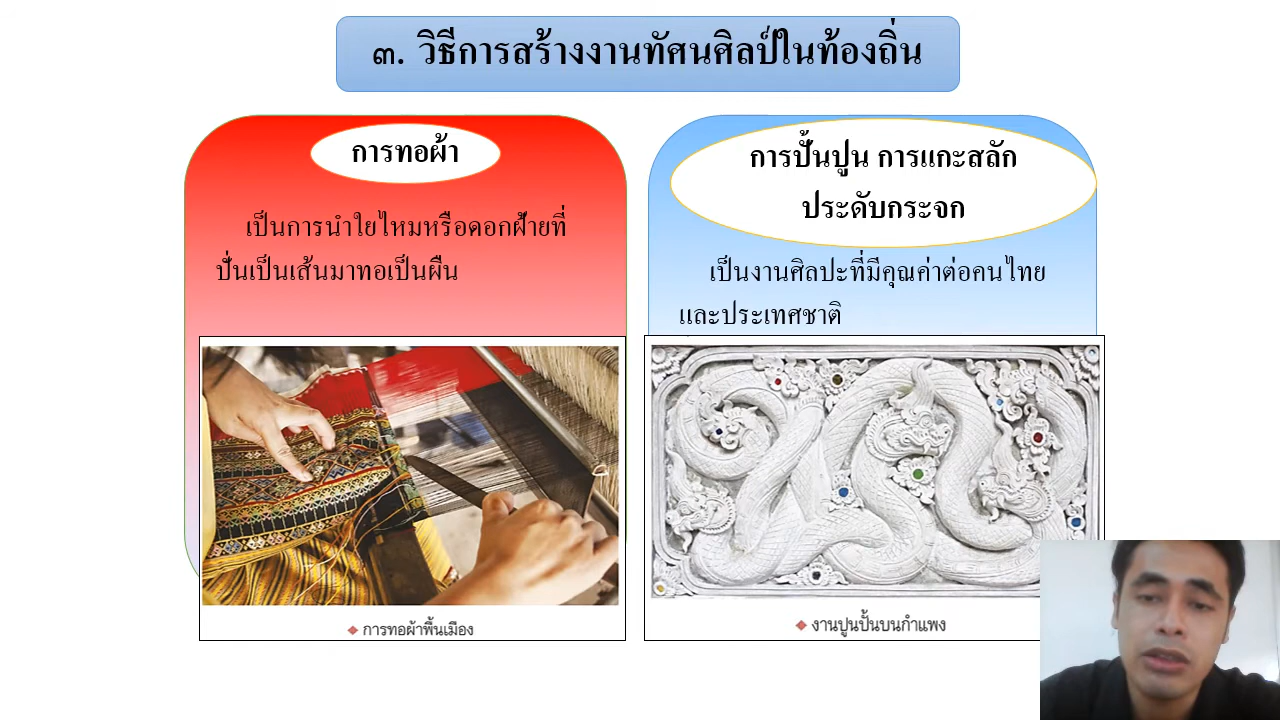 ๓. วิธีการสร้างงานทัศนศิลป์ในท้องถิ่น
การทอผ้า
เป็นการนำใยไหมหรือดอกฝ้ายที่
ปั่นเป็นเส้นมาทอเป็นผืน
การทอผ้าพื้นเมือง
การปั้นปูน การแกะสลัก
ประดับกระจก
เป็นงานศิลปะที่มีคุณค่าต่อคนไทย
และประเทศชาติ
งานปูนปั้นบนกำแพง